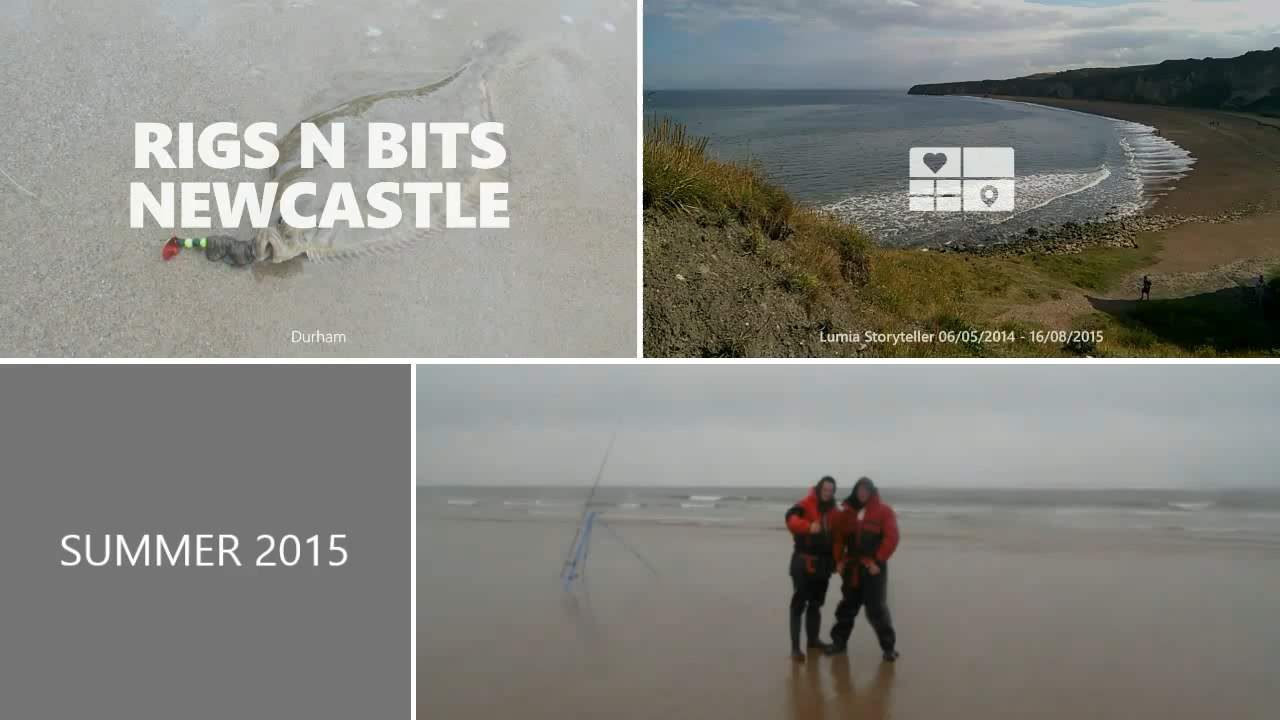 RIGS N BITS
NEWCASTLE
Durham
Lumia Storyteller 06/05/2014 - 16/08/2015
SUMMER 2015